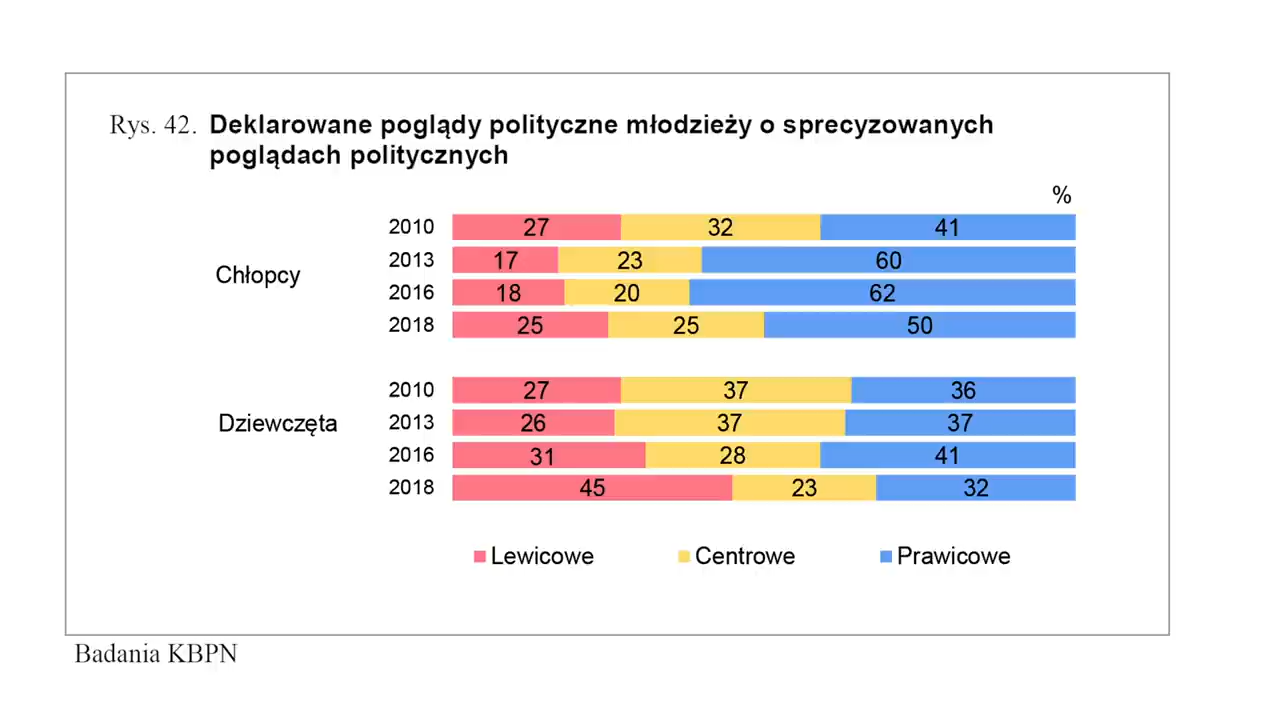 Rys. 42. Deklarowane poglądy polityczne młodzieży o sprecyzowanych
poglądach politycznych
%
Chłopcy
2010 27 32 41
2013 17 23 60
2016 18 20 62
2018 25 25 50
Dziewczęta
2010 27 37 36
2013 26 37 37
2016 31 28 41
2018 45 23 32
Lewicowe Centrowe Prawicowe
Badania KBPN